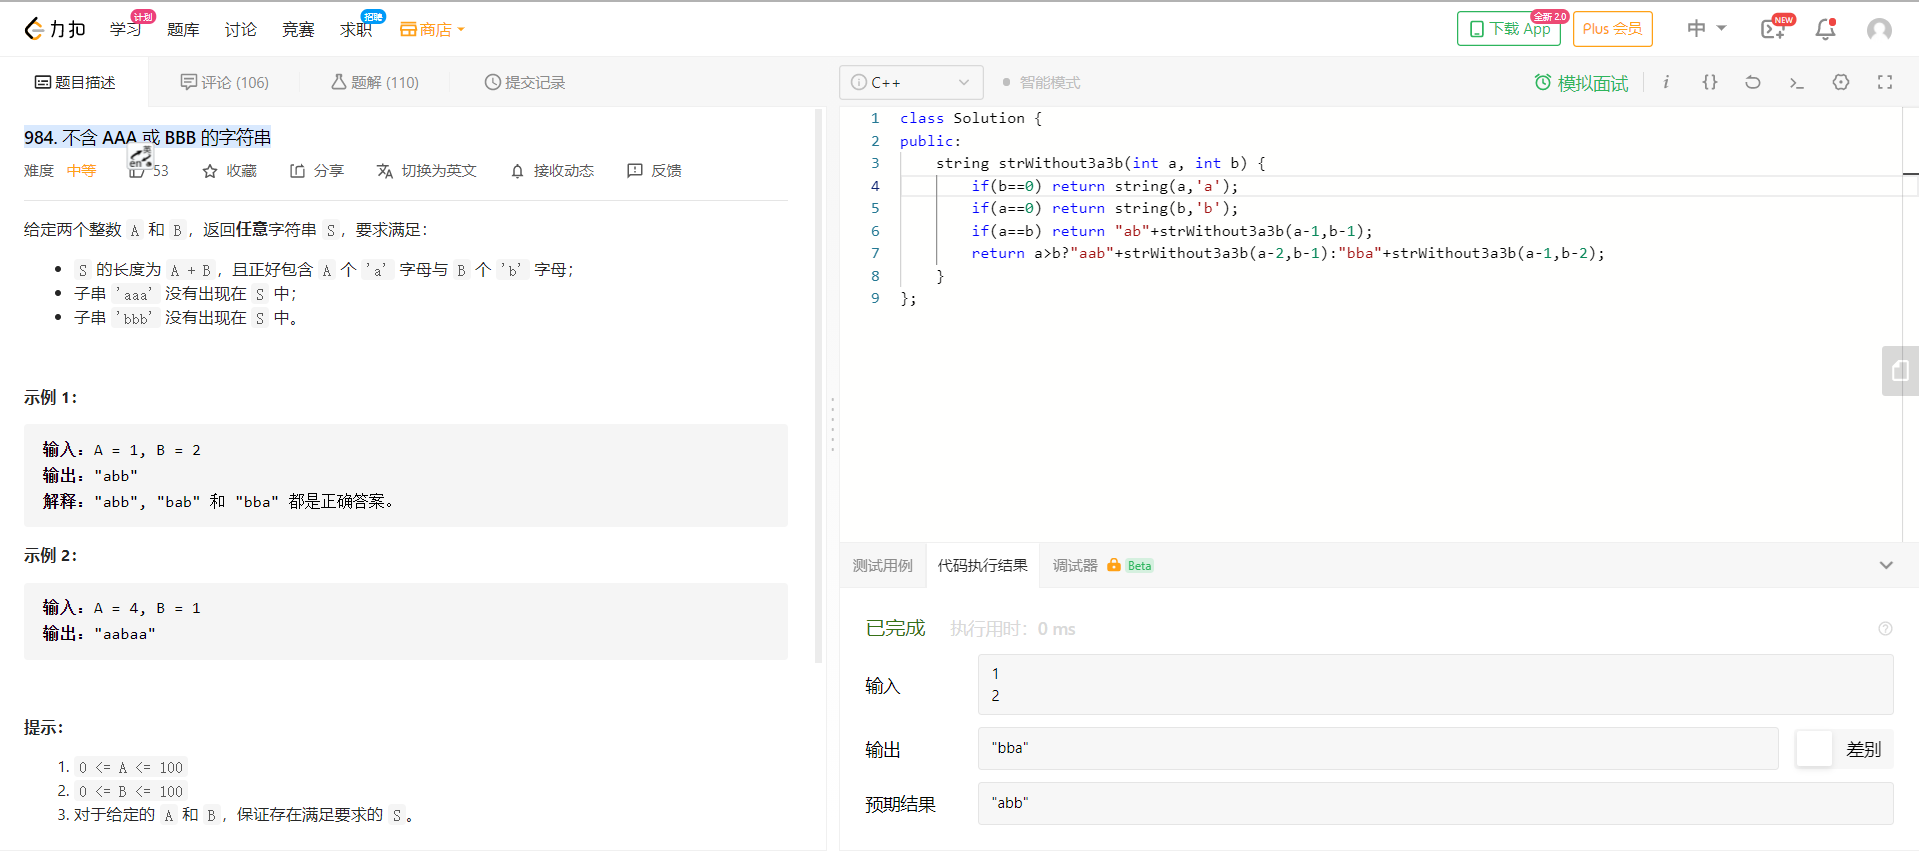 力扣 学习 计划 题库 讨论 竞赛 求职 招聘 商店 下载 App 全新 2.0 Plus 会员 中 NEW
题目描述 评论 (106) 题解 (110) 提交记录
984. 不含 AAA 或 BBB 的字符串
难度 中等 53 收藏 分享 切换为英文 接收动态 反馈
给定两个整数 A 和 B，返回任意字符串 S，要求满足：
S 的长度为 A + B，且正好包含 A 个 'a' 字母与 B 个 'b' 字母；
子串 'aaa' 没有出现在 S 中；
子串 'bbb' 没有出现在 S 中。
示例 1：
输入：A = 1, B = 2
输出："abb"
解释："abb", "bab" 和 "bba" 都是正确答案。
示例 2：
输入：A = 4, B = 1
输出："aabaa"
提示：
1. 0 <= A <= 100
2. 0 <= B <= 100
3. 对于给定的 A 和 B，保证存在满足要求的 S。
C++ 智能模式 模拟面试
1 class Solution {
2 public:
3 string strWithout3a3b(int a, int b) {
4 if(b==0) return string(a,'a');
5 if(a==0) return string(b,'b');
6 if(a==b) return "ab"+strWithout3a3b(a-1,b-1);
7 return a>b?"aab"+strWithout3a3b(a-2,b-1):"bba"+strWithout3a3b(a-1,b-2);
8 }
9 };
测试用例 代码执行结果 调试器 Beta
已完成 执行用时：0 ms
输入
1
2
输出 "bba" 差别
预期结果 "abb"